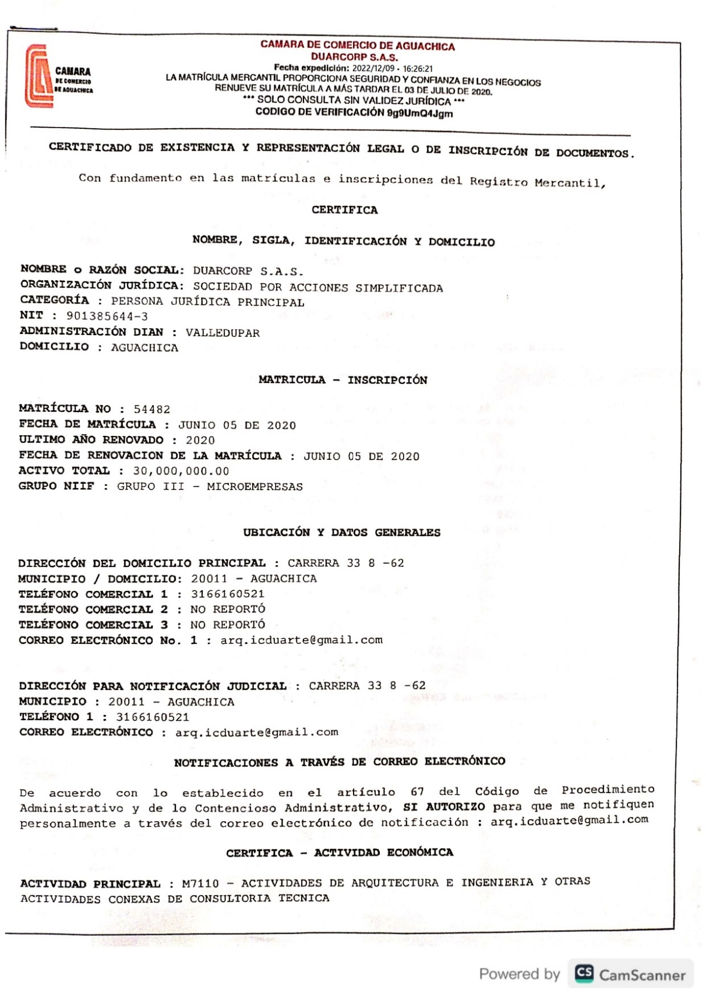 CAMARA
DE COMERCIO
DE AGUACHICA
CAMARA DE COMERCIO DE AGUACHICA
DUARCORP S.A.S.
Fecha expedición: 2022/12/09 - 16:26:21
LA MATRÍCULA MERCANTIL PROPORCIONA SEGURIDAD Y CONFIANZA EN LOS NEGOCIOS
RENUEVE SU MATRÍCULA A MÁS TARDAR EL 03 DE JULIO DE 2020.
*** SOLO CONSULTA SIN VALIDEZ JURÍDICA ***
CODIGO DE VERIFICACIÓN 9g9UmQ4Jgm
CERTIFICADO DE EXISTENCIA Y REPRESENTACIÓN LEGAL O DE INSCRIPCIÓN DE DOCUMENTOS.
Con fundamento en las matrículas e inscripciones del Registro Mercantil,
CERTIFICA
NOMBRE, SIGLA, IDENTIFICACIÓN Y DOMICILIO
NOMBRE o RAZÓN SOCIAL: DUARCORP S.A.S.
ORGANIZACIÓN JURÍDICA: SOCIEDAD POR ACCIONES SIMPLIFICADA
CATEGORÍA : PERSONA JURÍDICA PRINCIPAL
NIT : 901385644-3
ADMINISTRACIÓN DIAN : VALLEDUPAR
DOMICILIO : AGUACHICA
MATRICULA - INSCRIPCIÓN
MATRÍCULA NO : 54482
FECHA DE MATRÍCULA : JUNIO 05 DE 2020
ULTIMO AÑO RENOVADO : 2020
FECHA DE RENOVACION DE LA MATRÍCULA : JUNIO 05 DE 2020
ACTIVO TOTAL : 30,000,000.00
GRUPO NIIF : GRUPO III - MICROEMPRESAS
UBICACIÓN Y DATOS GENERALES
DIRECCIÓN DEL DOMICILIO PRINCIPAL : CARRERA 33 8 -62
MUNICIPIO / DOMICILIO: 20011 - AGUACHICA
TELÉFONO COMERCIAL 1 : 3166160521
TELÉFONO COMERCIAL 2 : NO REPORTÓ
TELÉFONO COMERCIAL 3 : NO REPORTÓ
CORREO ELECTRÓNICO No. 1 : arq.icduarte@gmail.com
DIRECCIÓN PARA NOTIFICACIÓN JUDICIAL : CARRERA 33 8 -62
MUNICIPIO : 20011 - AGUACHICA
TELÉFONO 1 : 3166160521
CORREO ELECTRÓNICO : arq.icduarte@gmail.com
NOTIFICACIONES A TRAVÉS DE CORREO ELECTRÓNICO
De acuerdo con lo establecido en el artículo 67 del Código de Procedimiento
Administrativo y de lo Contencioso Administrativo, SI AUTORIZO para que me notifiquen
personalmente a través del correo electrónico de notificación : arq.icduarte@gmail.com
CERTIFICA - ACTIVIDAD ECONÓMICA
ACTIVIDAD PRINCIPAL : M7110 - ACTIVIDADES DE ARQUITECTURA E INGENIERIA Y OTRAS
ACTIVIDADES CONEXAS DE CONSULTORIA TECNICA
Powered by CS CamScanner